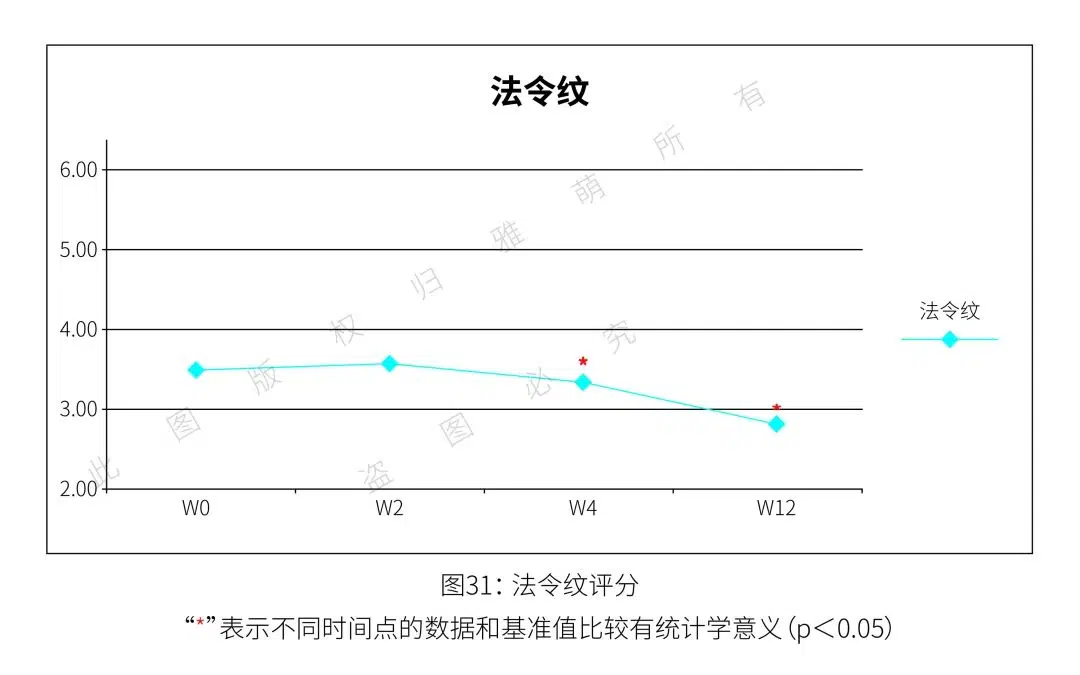 法令纹
6.00
5.00
4.00
3.00
2.00
W0 W2 W4 W12
法令纹
*
*
此图版权归雅萌所有
盗图必究
图31：法令纹评分
“*”表示不同时间点的数据和基准值比较有统计学意义（p＜0.05）